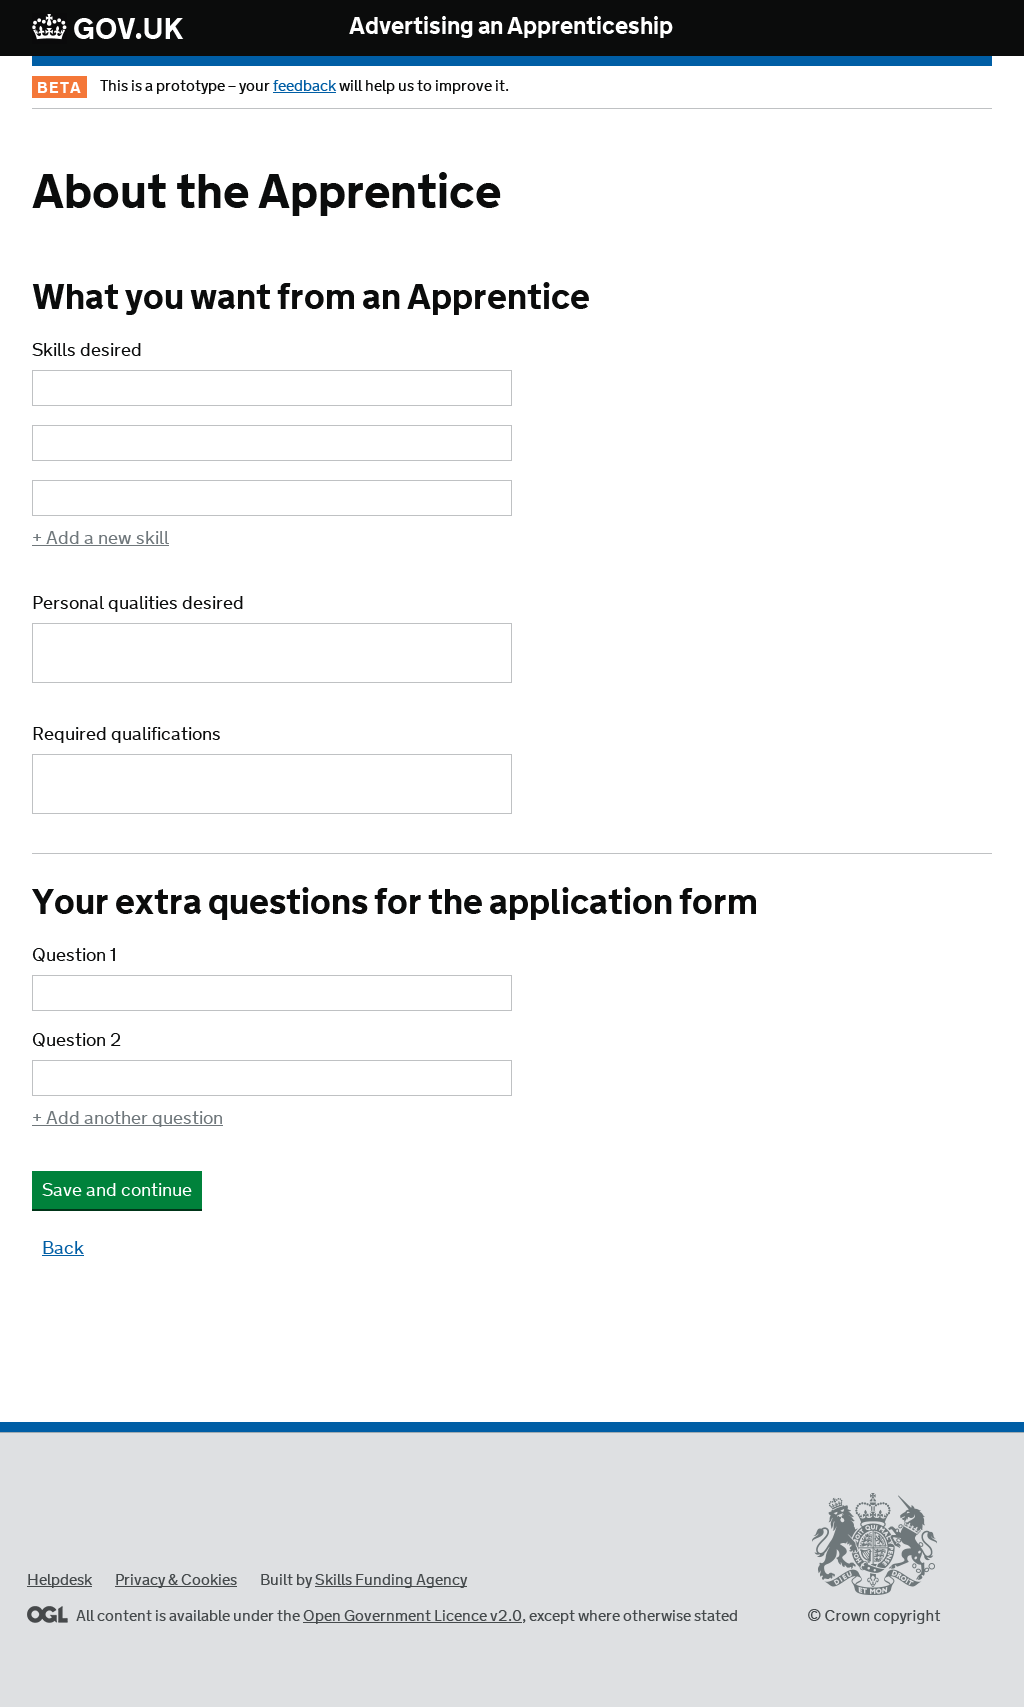 GOV.UK
Advertising an Apprenticeship
BETA This is a prototype – your feedback will help us to improve it.
About the Apprentice
What you want from an Apprentice
Skills desired
+ Add a new skill
Personal qualities desired
Required qualifications
Your extra questions for the application form
Question 1
Question 2
+ Add another question
Save and continue
Back
Helpdesk Privacy & Cookies Built by Skills Funding Agency
OGL All content is available under the Open Government Licence v2.0, except where otherwise stated
DIEU ET MON DROIT
© Crown copyright